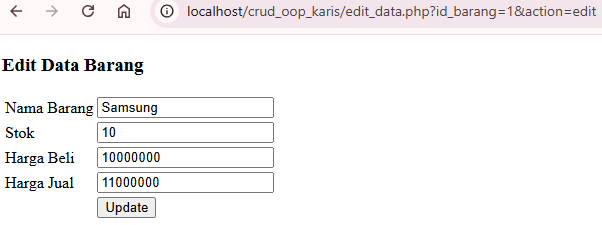 localhost/crud_oop_karis/edit_data.php?id_barang=1&action=edit
Edit Data Barang
Nama Barang Samsung
Stok 10
Harga Beli 10000000
Harga Jual 11000000
Update